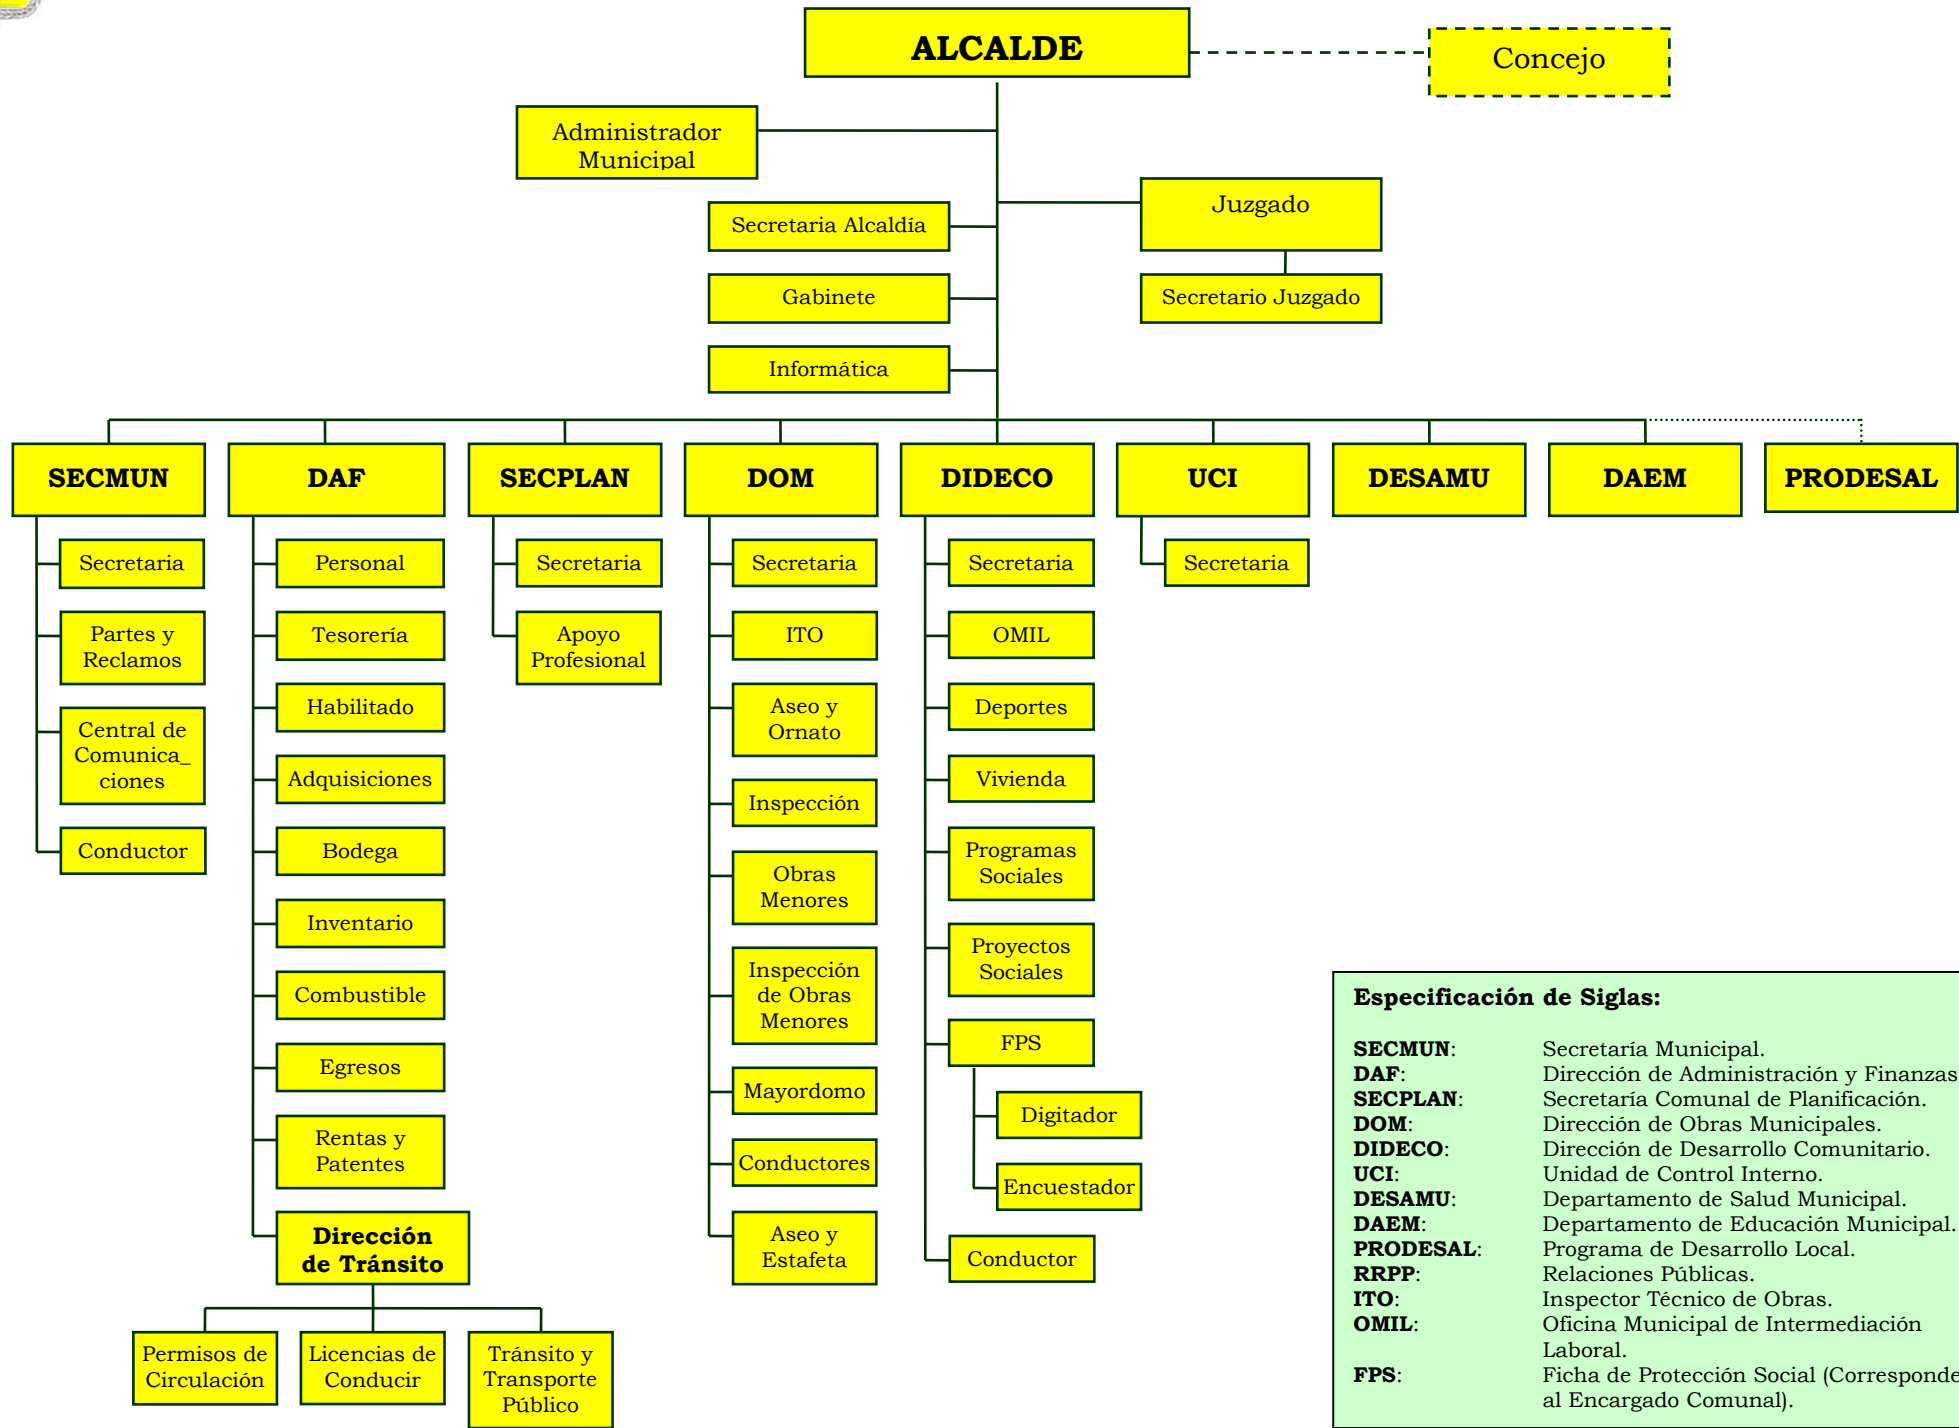 ALCALDE
Concejo
Administrador
Municipal
Juzgado
Secretaria Alcaldía
Gabinete
Secretario Juzgado
Informática
SECMUN
DAF
SECPLAN
DOM
DIDECO
UCI
DESAMU
DAEM
PRODESAL
Secretaria
Partes y
Reclamos
Central de
Comunica_
ciones
Conductor
Personal
Tesorería
Habilitado
Adquisiciones
Bodega
Inventario
Combustible
Egresos
Rentas y
Patentes
Dirección
de Tránsito
Permisos de
Circulación
Licencias de
Conducir
Tránsito y
Transporte
Público
Secretaria
Apoyo
Profesional
Secretaria
ITO
Aseo y
Ornato
Inspección
Obras
Menores
Inspección
de Obras
Menores
Mayordomo
Conductores
Aseo y
Estafeta
Secretaria
OMIL
Deportes
Vivienda
Programas
Sociales
Proyectos
Sociales
FPS
Digitador
Encuestador
Conductor
Secretaria
Especificación de Siglas:
SECMUN: Secretaría Municipal.
DAF: Dirección de Administración y Finanzas
SECPLAN: Secretaría Comunal de Planificación.
DOM: Dirección de Obras Municipales.
DIDECO: Dirección de Desarrollo Comunitario.
UCI: Unidad de Control Interno.
DESAMU: Departamento de Salud Municipal.
DAEM: Departamento de Educación Municipal.
PRODESAL: Programa de Desarrollo Local.
RRPP: Relaciones Públicas.
ITO: Inspector Técnico de Obras.
OMIL: Oficina Municipal de Intermediación
Laboral.
FPS: Ficha de Protección Social (Corresponde
al Encargado Comunal).